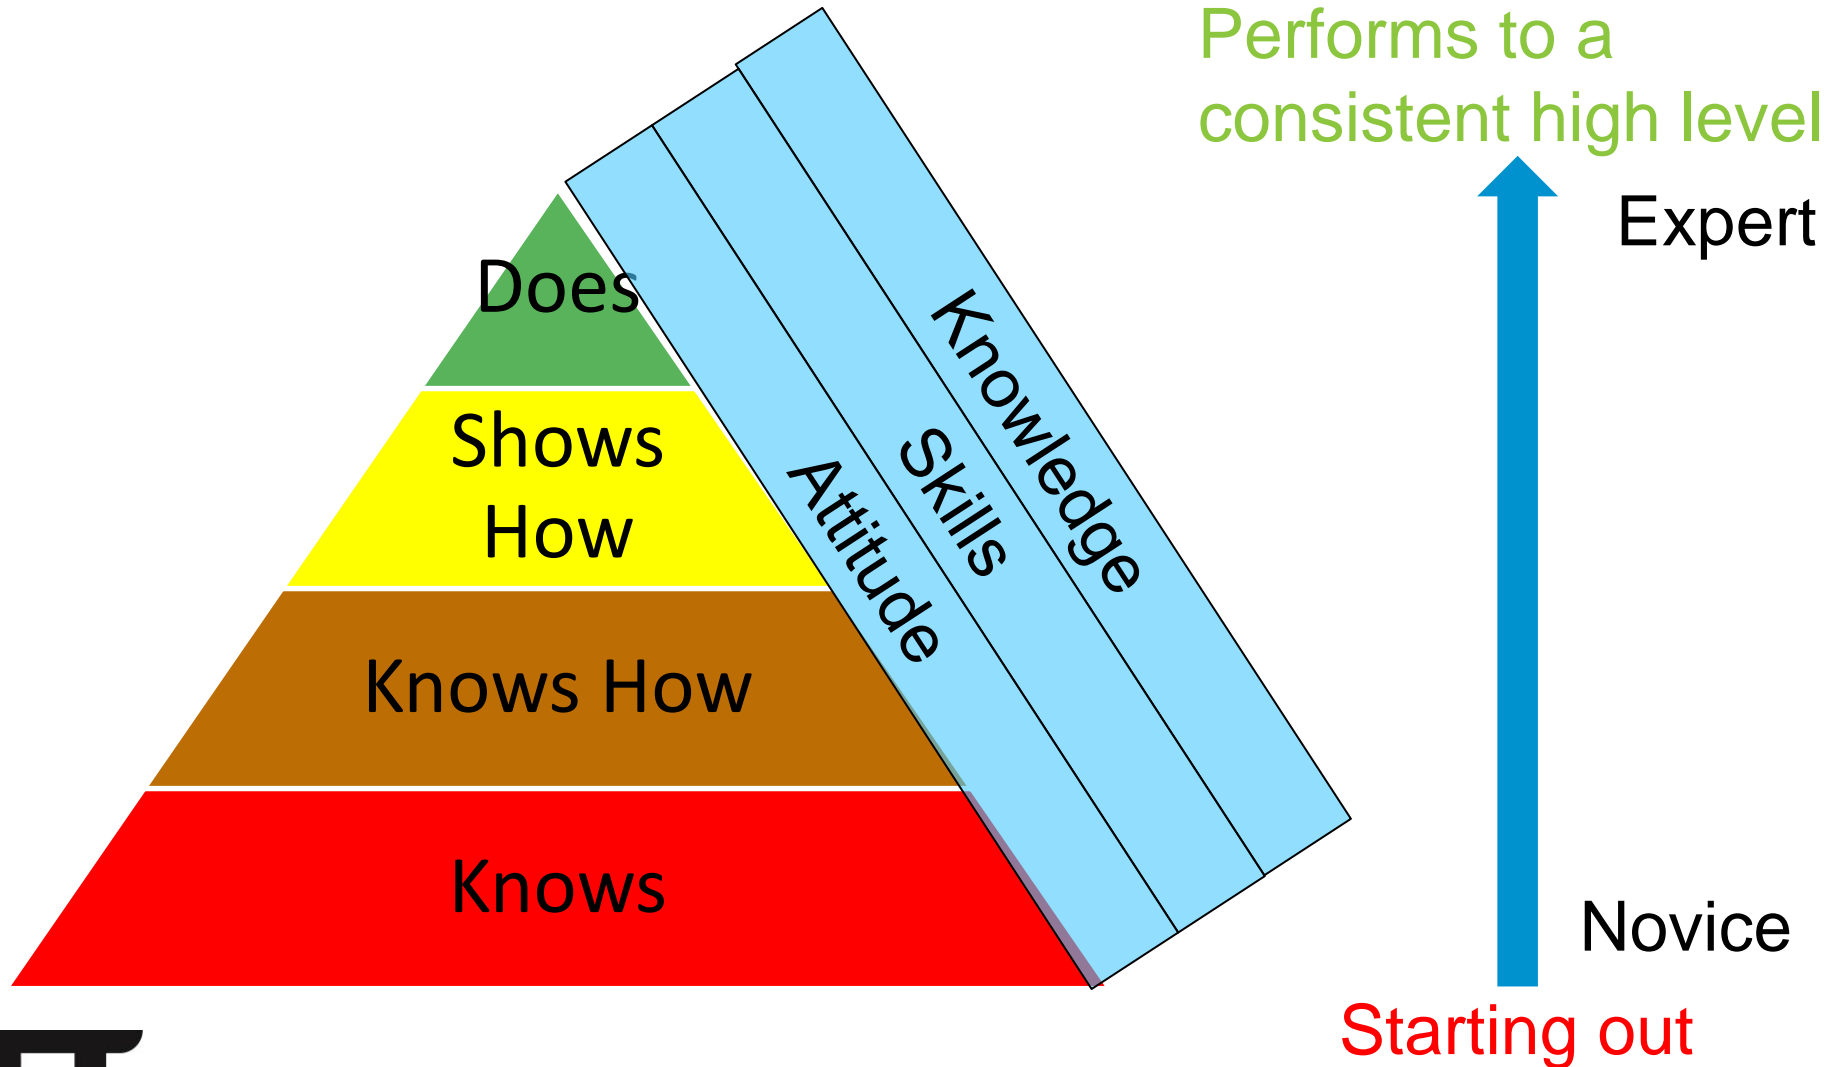 Performs to a
consistent high level
Expert
Does
Shows
How
Knows How
Knows
Attitude
Skills
Knowledge
Novice
Starting out